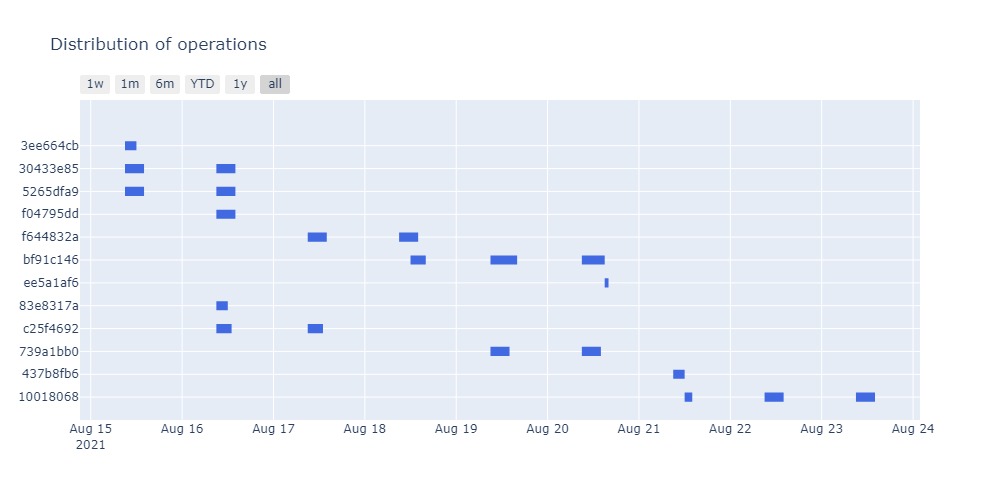 Distribution of operations
1w 1m 6m YTD 1y all
3ee664cb
30433e85
5265dfa9
f04795dd
f644832a
bf91c146
ee5a1af6
83e8317a
c25f4692
739a1bb0
437b8fb6
10018068
Aug 15 Aug 16 Aug 17 Aug 18 Aug 19 Aug 20 Aug 21 Aug 22 Aug 23 Aug 24
2021